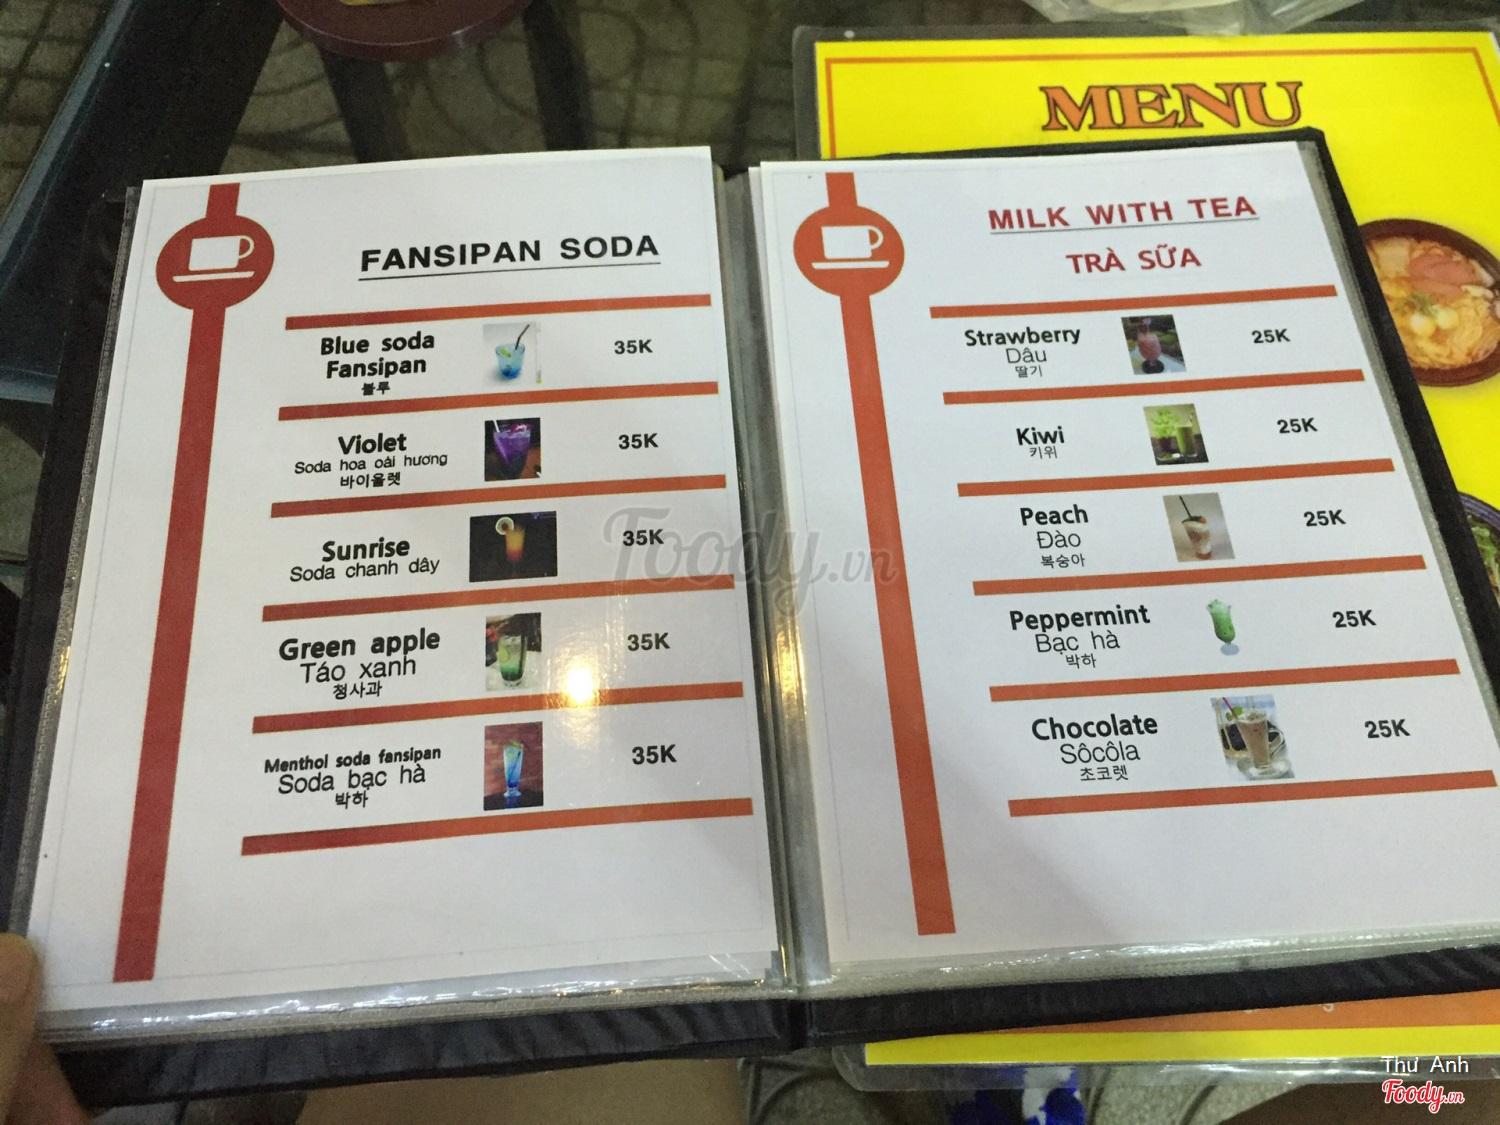 MENU
FANSIPAN SODA
Blue soda
Fansipan
블루
35K
Violet
Soda hoa oải hương
바이올렛
35K
Sunrise
Soda chanh dây
35K
Green apple
Táo xanh
청사과
35K
Menthol soda fansipan
Soda bạc hà
박하
35K
MILK WITH TEA
TRÀ SỮA
Strawberry
Dâu
딸기
25K
Kiwi
키위
25K
Peach
Đào
복숭아
25K
Peppermint
Bạc hà
박하
25K
Chocolate
Sôcôla
초코렛
25K
Foody.vn
Thư Anh
Foody.vn